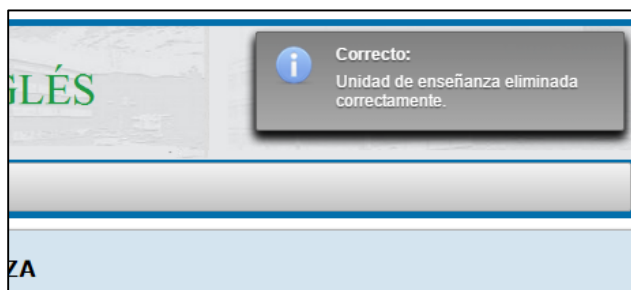 Correcto:
GLÉS
Unidad de enseñanza eliminada
correctamente.
ZA